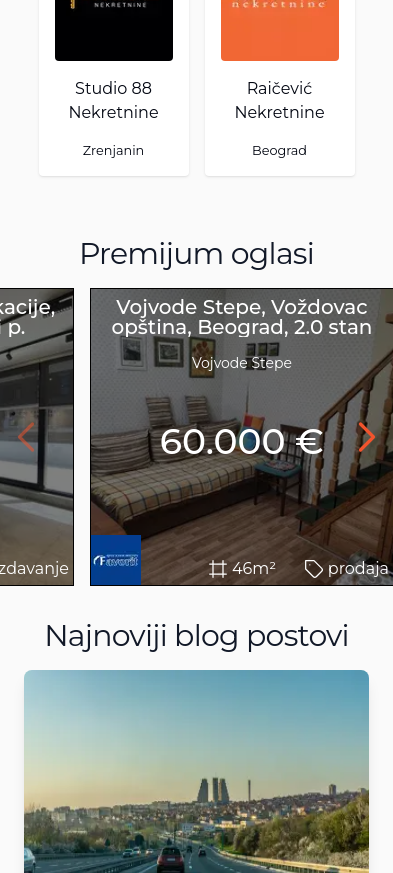 NEKRETNINE
nekretnine
Studio 88
Nekretnine
Zrenjanin
Raičević
Nekretnine
Beograd
Premijum oglasi
kacije,
p.
zdavanje
Vojvode Stepe, Voždovac
opština, Beograd, 2.0 stan
Vojvode Stepe
60.000 €
Favorit
46m²
prodaja
Najnoviji blog postovi